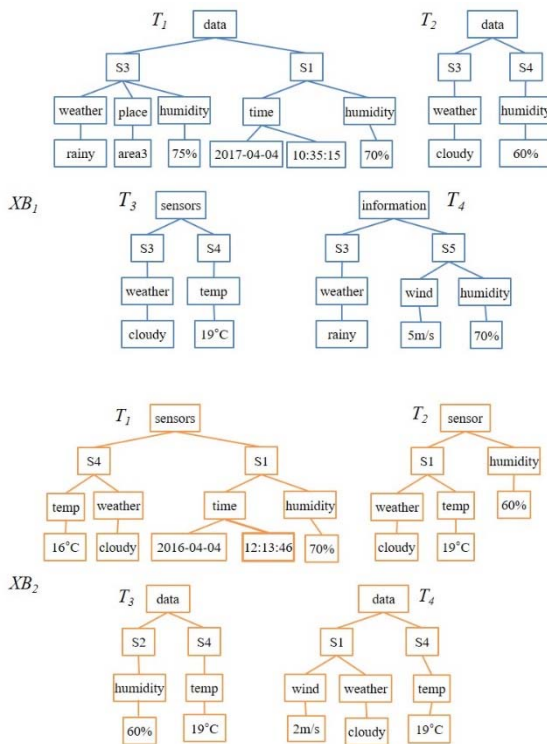 T1 data T2 data
S3 S1 S3 S4
weather place humidity time humidity weather humidity
rainy area3 75% 2017-04-04 10:35:15 70% cloudy 60%
XB1 T3 sensors information T4
S3 S4 S3 S5
weather temp weather wind humidity
cloudy 19°C rainy 5m/s 70%
T1 sensors T2 sensor
S4 S1 S1 humidity
temp weather time humidity weather temp 60%
16°C cloudy 2016-04-04 12:13:46 70% cloudy 19°C
XB2 T3 data data T4
S2 S4 S1 S4
humidity temp wind weather temp
60% 19°C 2m/s cloudy 19°C